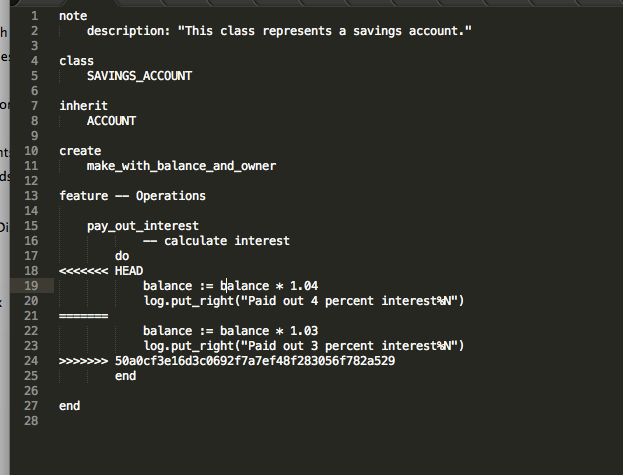 1 note
2 description: "This class represents a savings account."
3
4 class
5 SAVINGS_ACCOUNT
6
7 inherit
8 ACCOUNT
9
10 create
11 make_with_balance_and_owner
12
13 feature -- Operations
14
15 pay_out_interest
16 -- calculate interest
17 do
18 <<<<<<< HEAD
19 balance := balance * 1.04
20 log.put_right("Paid out 4 percent interest%N")
21 =======
22 balance := balance * 1.03
23 log.put_right("Paid out 3 percent interest%N")
24 >>>>>>> 50a0cf3e16d3c0692f7a7ef48f283056f782a529
25 end
26
27 end
28